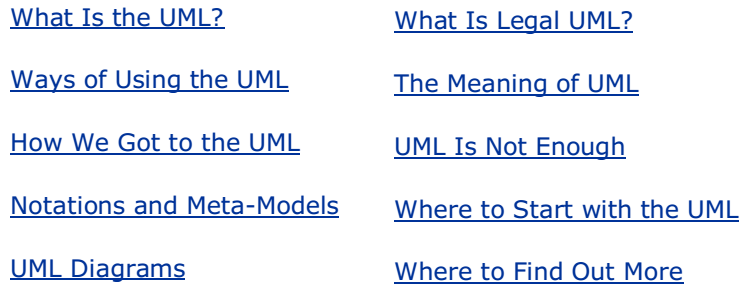 What Is the UML?
Ways of Using the UML
How We Got to the UML
Notations and Meta-Models
UML Diagrams
What Is Legal UML?
The Meaning of UML
UML Is Not Enough
Where to Start with the UML
Where to Find Out More